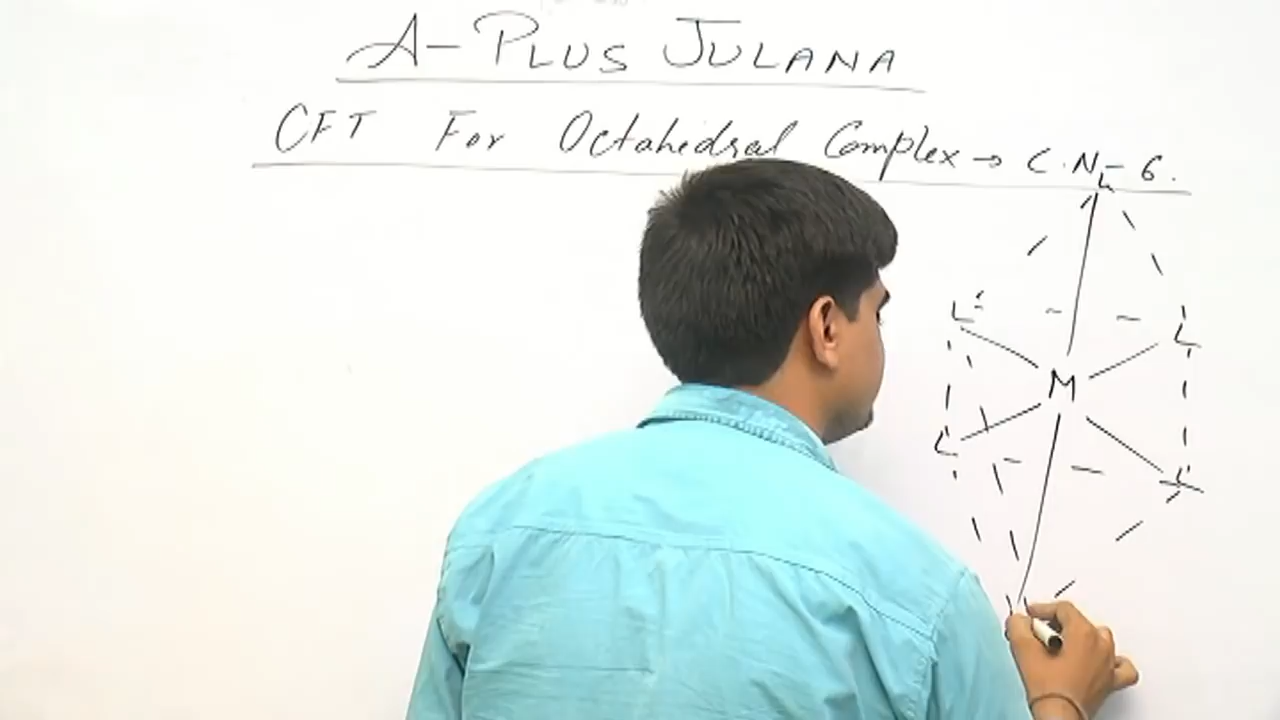 A- PLUS JULANA
CFT For Octahedral Complex → C.N - 6.
L
L L
M
L L